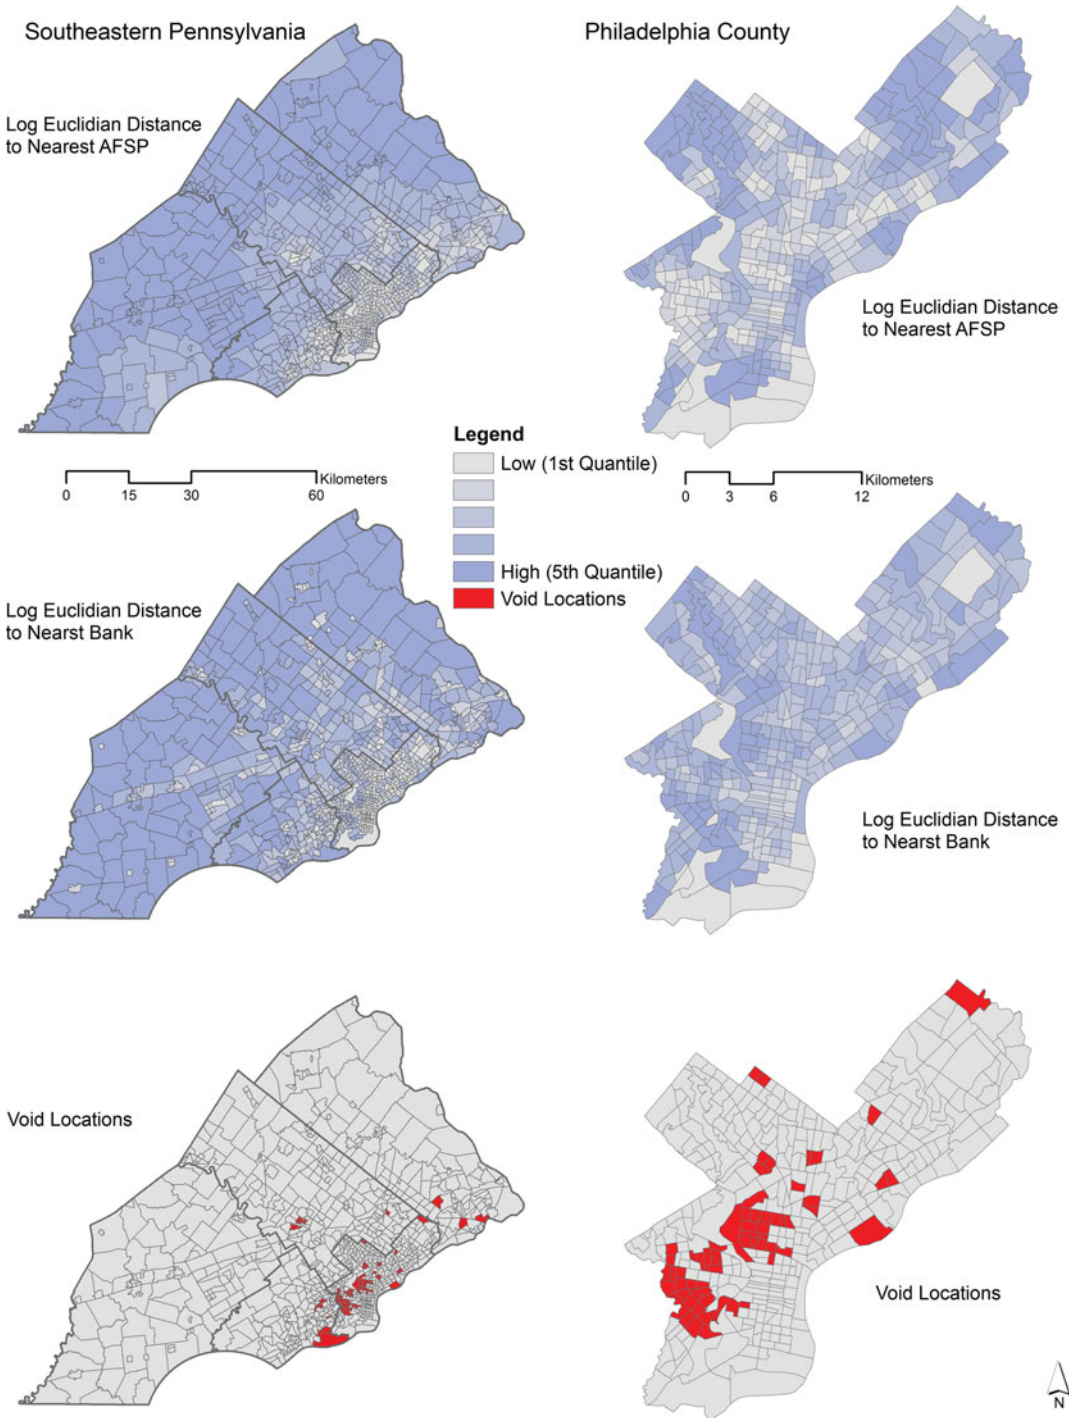 Southeastern Pennsylvania
Philadelphia County
Log Euclidian Distance
to Nearest AFSP
Log Euclidian Distance
to Nearest AFSP
Legend
Low (1st Quantile)
High (5th Quantile)
Void Locations
Kilometers
0 15 30 60
Kilometers
0 3 6 12
Log Euclidian Distance
to Nearst Bank
Log Euclidian Distance
to Nearst Bank
Void Locations
Void Locations
N